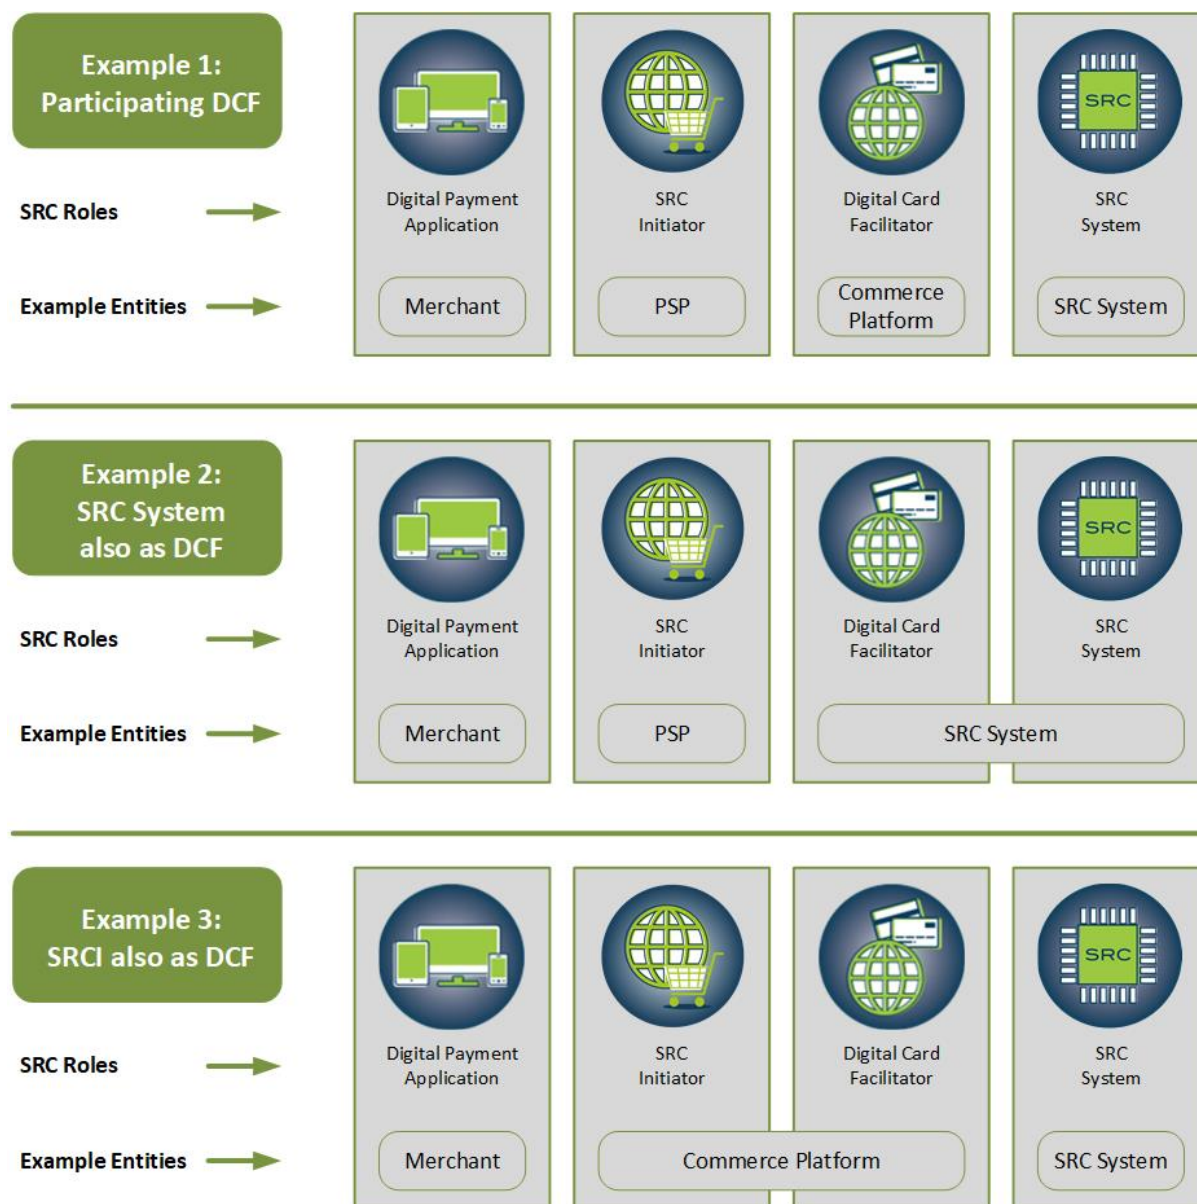 Example 1:
Participating DCF
SRC
Digital Payment
Application
SRC
Initiator
Digital Card
Facilitator
SRC
System
SRC Roles
Example Entities
Merchant
PSP
Commerce
Platform
SRC System
Example 2:
SRC System
also as DCF
SRC
Digital Payment
Application
SRC
Initiator
Digital Card
Facilitator
SRC
System
SRC Roles
Example Entities
Merchant
PSP
SRC System
Example 3:
SRCI also as DCF
SRC
Digital Payment
Application
SRC
Initiator
Digital Card
Facilitator
SRC
System
SRC Roles
Example Entities
Merchant
Commerce Platform
SRC System